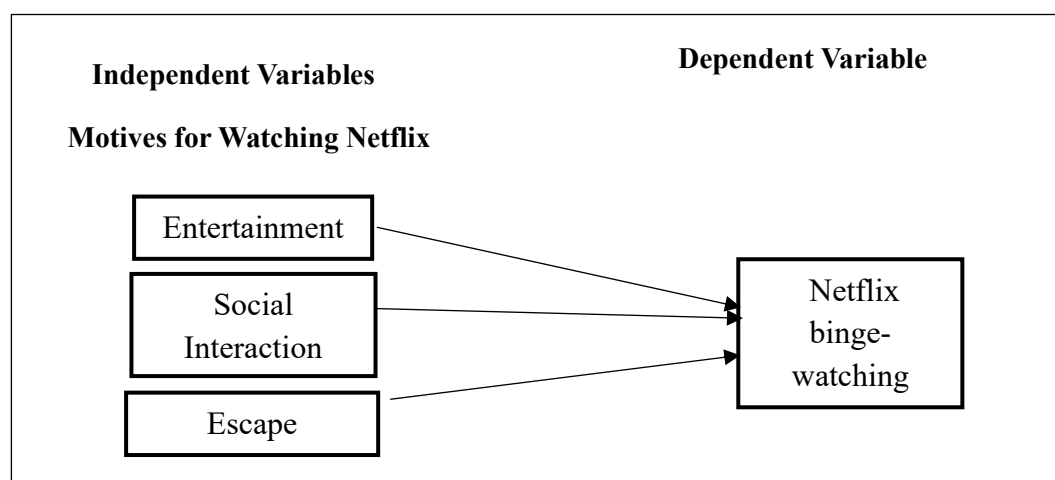 Independent Variables
Dependent Variable
Motives for Watching Netflix
Entertainment
Social
Interaction
Escape
Netflix
binge-
watching